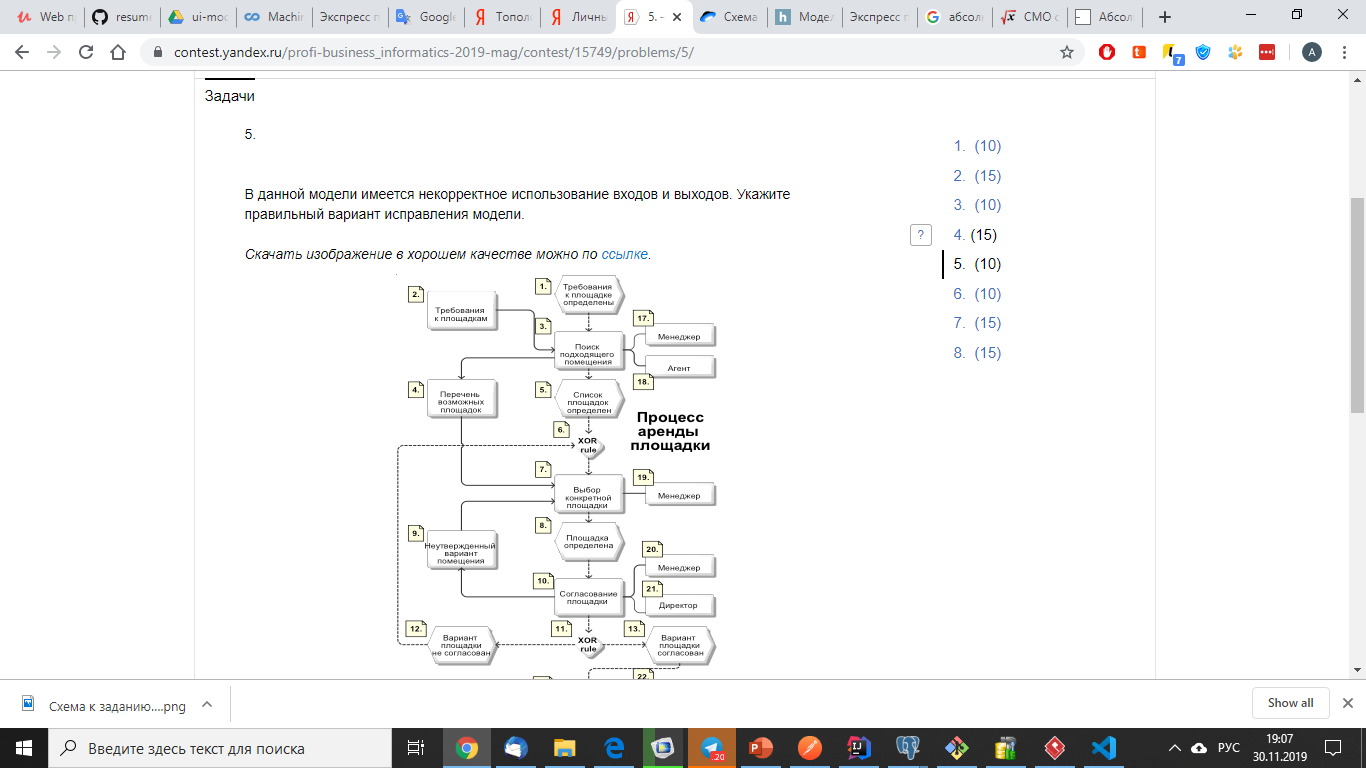 Web п
resume
ui-moc
Machin
Экспресс п
Google
Топол
Личны
5. –
Схема
Модел
Экспресс п
абсол
СМО с
Абсол
contest.yandex.ru/profi-business_informatics-2019-mag/contest/15749/problems/5/
7
A
Задачи
5.
1. (10)
2. (15)
3. (10)
? 4. (15)
5. (10)
6. (10)
7. (15)
8. (15)
В данной модели имеется некорректное использование входов и выходов. Укажите
правильный вариант исправления модели.
Скачать изображение в хорошем качестве можно по ссылке.
1.
Требования
к площадке
определены
2.
Требования
к площадкам
3.
Поиск
подходящего
помещения
17.
Менеджер
Агент
18.
4.
Перечень
возможных
площадок
5.
Список
площадок
определен
Процесс
аренды
площадки
6.
XOR
rule
7.
Выбор
конкретной
площадки
19.
Менеджер
8.
Площадка
определена
9.
Неутвержденный
вариант
помещения
10.
Согласование
площадки
20.
Менеджер
21.
Директор
11.
XOR
rule
12.
Вариант
площадки
не согласован
13.
Вариант
площадки
согласован
22.
Схема к заданию....png
Show all
Введите здесь текст для поиска
20
РУС
19:07
30.11.2019